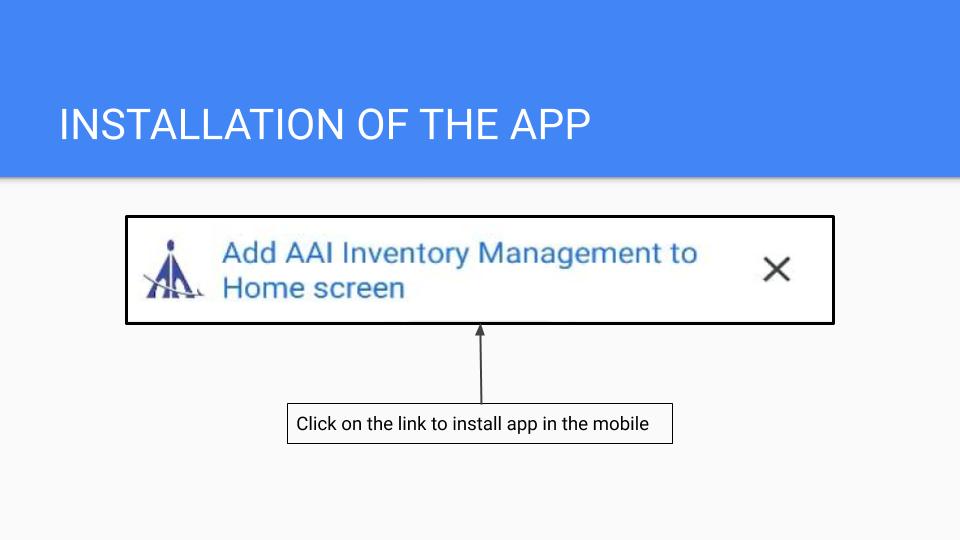 INSTALLATION OF THE APP
Add AAI Inventory Management to
Home screen
Click on the link to install app in the mobile